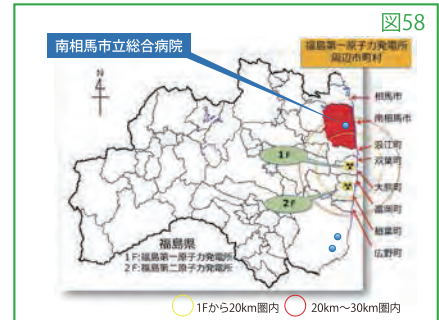 図58
南相馬市立総合病院
福島第一原子力発電所
周辺市町村
N
4
相馬市
南相馬市
浪江町
双葉町
1F
大熊町
富岡町
2F
楢葉町
広野町
福島県
1F:福島第一原子力発電所
2F:福島第二原子力発電所
1Fから20km圏内
20km〜30km圏内